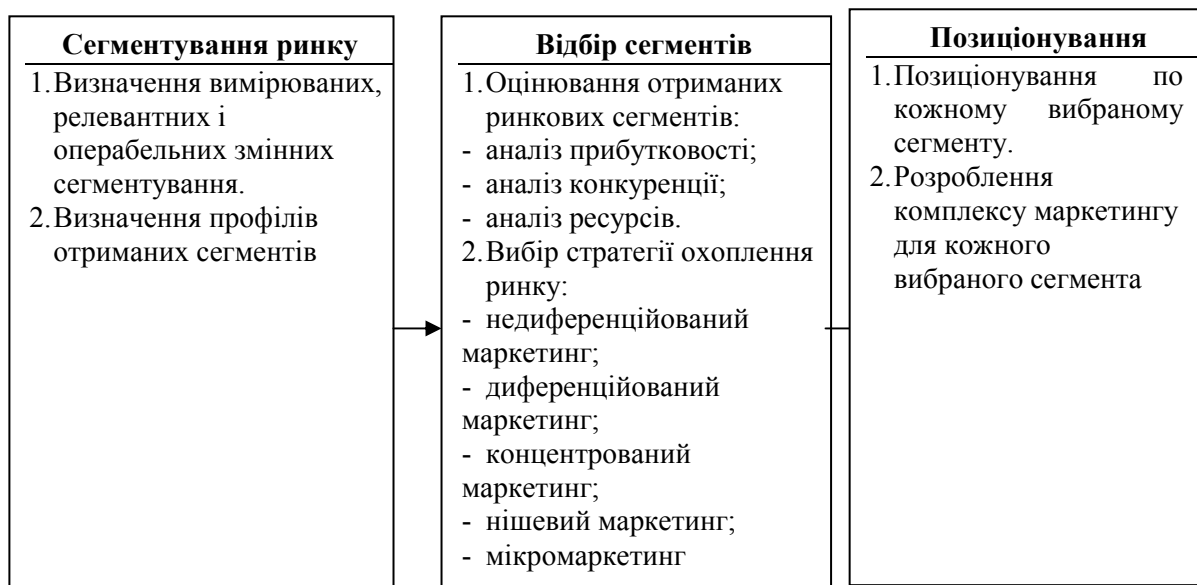 Сегментування ринку
1. Визначення вимірюваних,
релевантних і
операбельних змінних
сегментування.
2. Визначення профілів
отриманих сегментів
Відбір сегментів
1. Оцінювання отриманих
ринкових сегментів:
- аналіз прибутковості;
- аналіз конкуренції;
- аналіз ресурсів.
2. Вибір стратегії охоплення
ринку:
- недиференційований
маркетинг;
- диференційований
маркетинг;
- концентрований
маркетинг;
- нішевий маркетинг;
- мікромаркетинг
Позиціонування
1. Позиціонування по
кожному вибраному
сегменту.
2. Розроблення
комплексу маркетингу
для кожного
вибраного сегмента